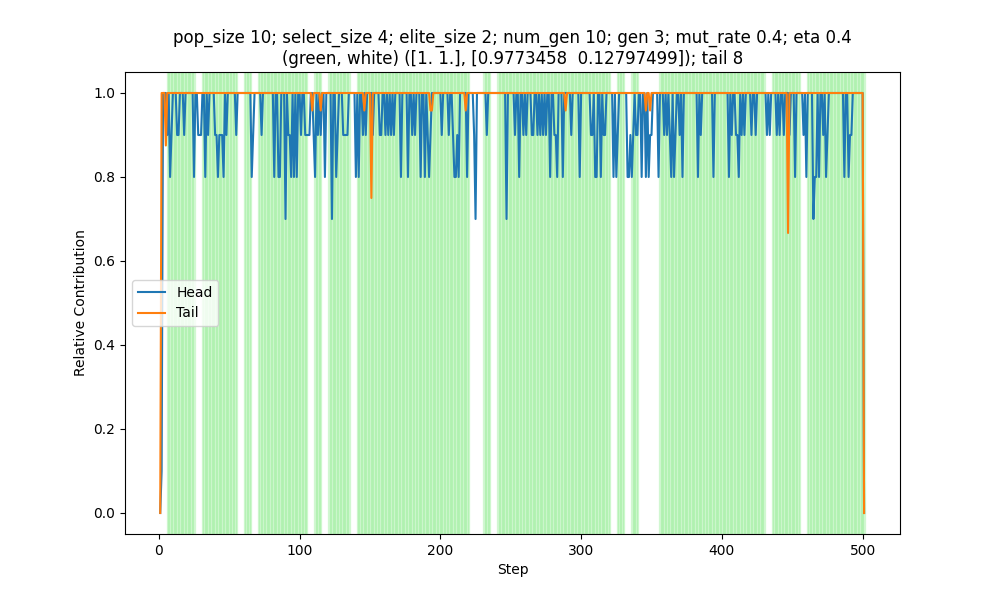 pop_size 10; select_size 4; elite_size 2; num_gen 10; gen 3; mut_rate 0.4; eta 0.4
(green, white) ([1. 1.], [0.9773458  0.12797499]); tail 8
1.0
0.8
0.6
0.4
0.2
0.0
Relative Contribution
Head
Tail
0
100
200
300
400
500
Step